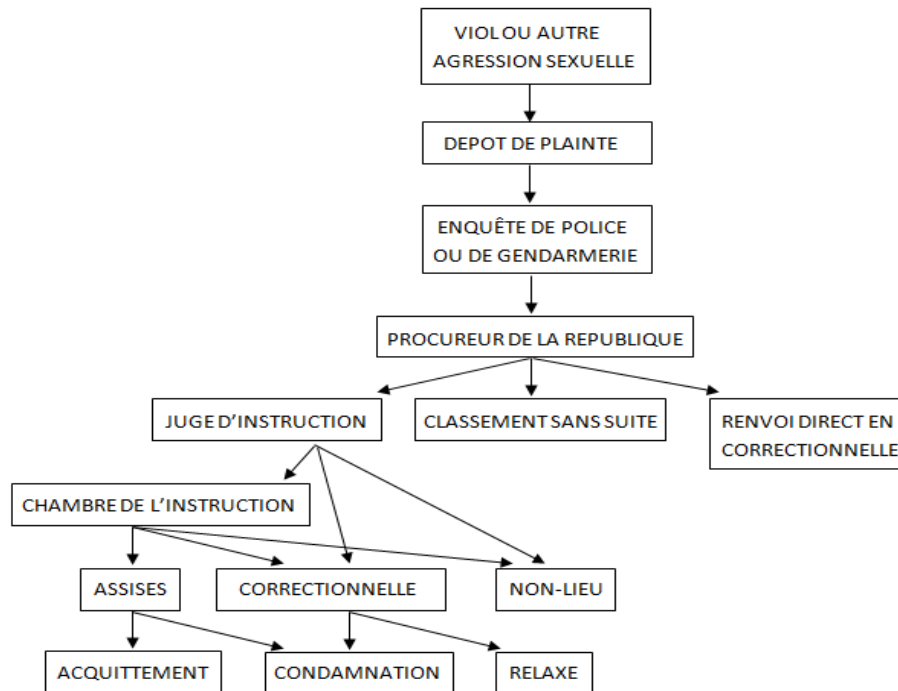 VIOL OU AUTRE
AGRESSION SEXUELLE
DEPOT DE PLAINTE
ENQUÊTE DE POLICE
OU DE GENDARMERIE
PROCUREUR DE LA REPUBLIQUE
JUGE D'INSTRUCTION
CLASSEMENT SANS SUITE
RENVOI DIRECT EN
CORRECTIONNELLE
CHAMBRE DE L'INSTRUCTION
ASSISES
CORRECTIONNELLE
NON-LIEU
ACQUITTEMENT
CONDAMNATION
RELAXE